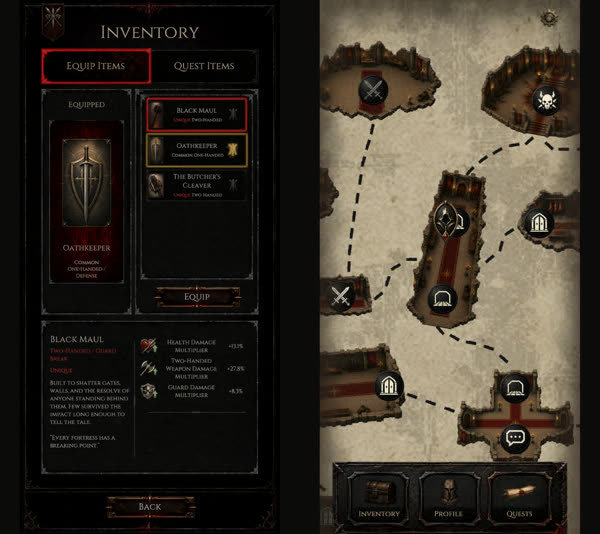 Inventory
Equip Items
Quest Items
Equipped
Oathkeeper
Common
One-Handed /
Defense
Black Maul
Unique Two-Handed
Oathkeeper
Common One-Handed
The Butcher's
Cleaver
Unique Two-Handed
Equip
Black Maul
Two-Handed / Guard
Break
Unique
Built to shatter gates,
walls, and the resolve of
anyone standing behind
them. Few survived the
impact long enough to
tell the tale.
"Every fortress has a
breaking point."
Health Damage
Multiplier
+13.1%
Two-Handed
Weapon Damage
Multiplier
+27.8%
Guard Damage
Multiplier
+8.3%
Back
Inventory
Profile
Quests